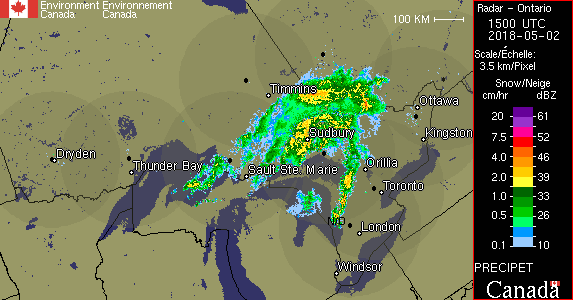 Environment Environnement
Canada Canada
100 KM
Timmins
Ottawa
Sudbury
Kingston
Dryden
Thunder Bay
Sault Ste. Marie
Orillia
Toronto
London
Windsor
Radar - Ontario
1500 UTC
2018-05-02
Scale/Échelle:
3.5 km/Pixel
Snow/Neige
cm/hr dBZ
20 61
7.5 52
4.0 46
2.0 39
1.0 33
0.5 26
0.1 10
PRECIPET
Canada